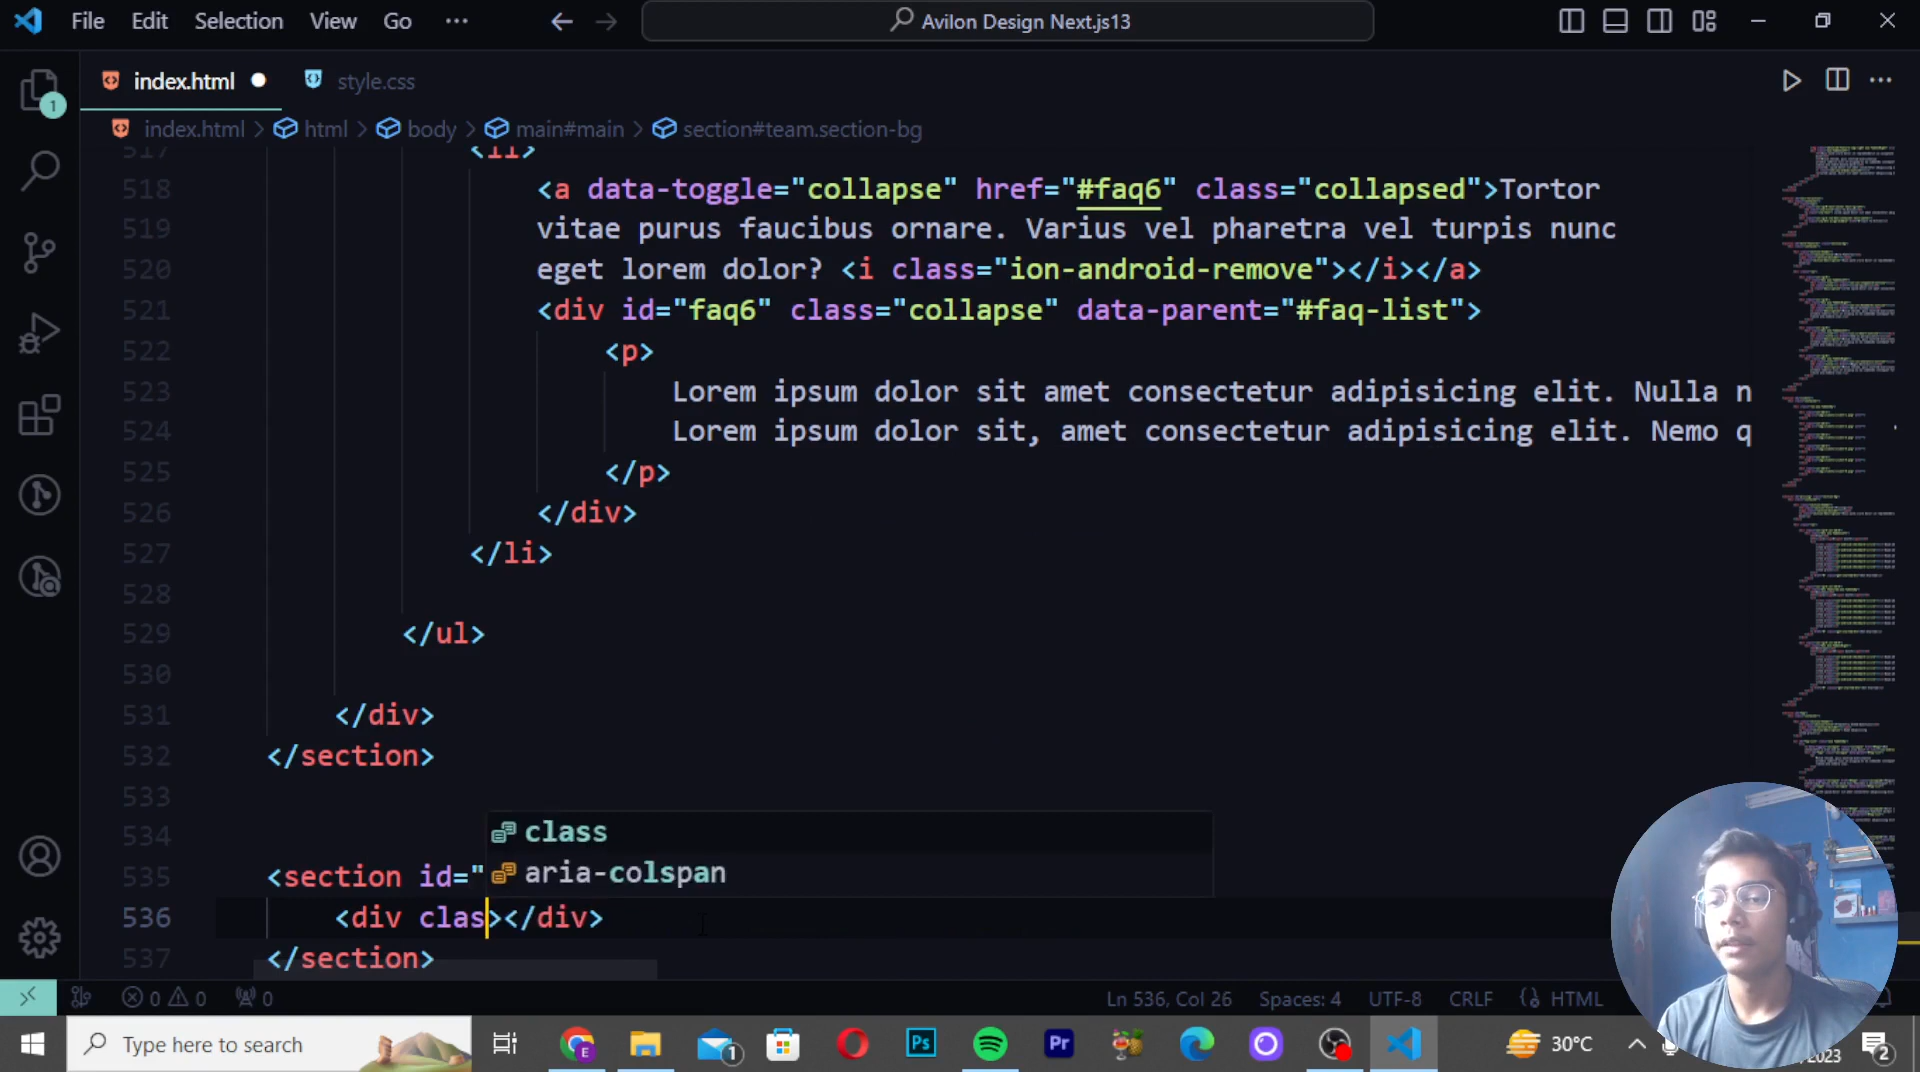 File Edit Selection View Go ... Avilon Design Next.js13
index.html style.css
index.html > html > body > main#main > section#team.section-bg
517 <li>
518 <a data-toggle="collapse" href="#faq6" class="collapsed">Tortor
519 vitae purus faucibus ornare. Varius vel pharetra vel turpis nunc
520 eget lorem dolor? <i class="ion-android-remove"></i></a>
521 <div id="faq6" class="collapse" data-parent="#faq-list">
522 <p>
523 Lorem ipsum dolor sit amet consectetur adipisicing elit. Nulla n
524 Lorem ipsum dolor sit, amet consectetur adipisicing elit. Nemo q
525 </p>
526 </div>
527 </li>
528
529 </ul>
530
531 </div>
532 </section>
533
534
class
535 <section id="
aria-colspan
536 <div clas></div>
537 </section>
0 0 0 Ln 536, Col 26 Spaces: 4 UTF-8 CRLF HTML
Type here to search 30°C